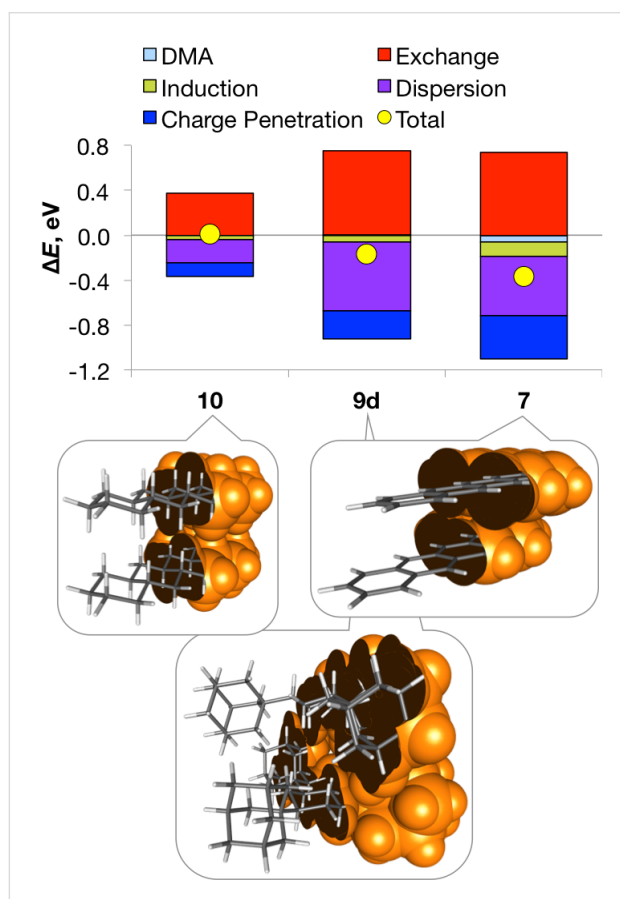 DMA Exchange
Induction Dispersion
Charge Penetration Total
ΔE, eV
0.8
0.4
0.0
-0.4
-0.8
-1.2
10 9d 7